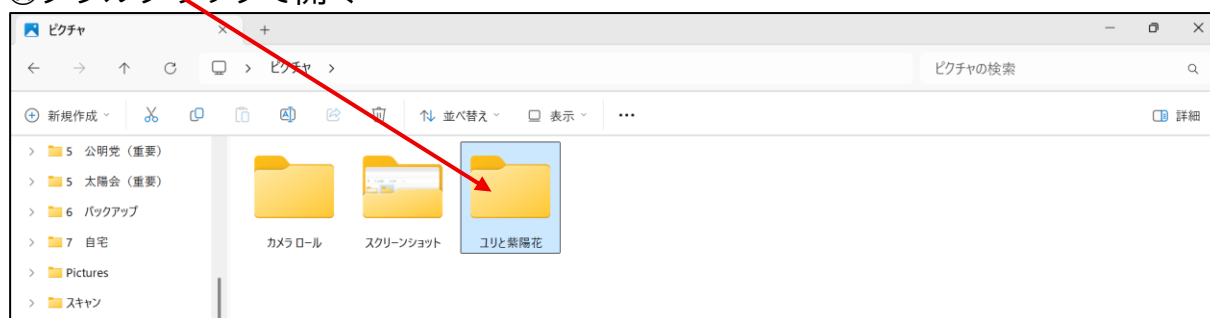 ピクチャ
ピクチャ
ピクチャの検索
新規作成
並べ替え
表示
詳細
5 公明党（重要）
5 太陽会（重要）
6 バックアップ
7 自宅
Pictures
スキャン
カメラ ロール
スクリーンショット
ユリと紫陽花